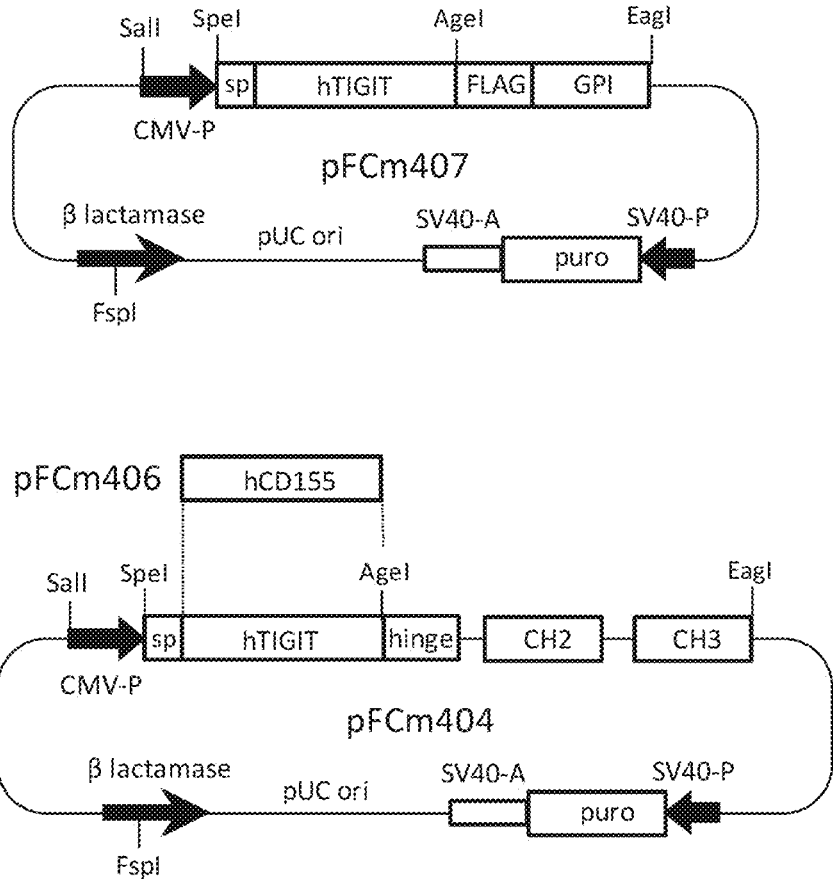 SalI SpeI AgeI EagI
sp hTIGIT FLAG GPI
CMV-P
pFCm407
β lactamase pUC ori SV40-A puro SV40-P
FspI
pFCm406 hCD155
SalI SpeI AgeI EagI
sp hTIGIT hinge CH2 CH3
CMV-P
pFCm404
β lactamase pUC ori SV40-A puro SV40-P
FspI